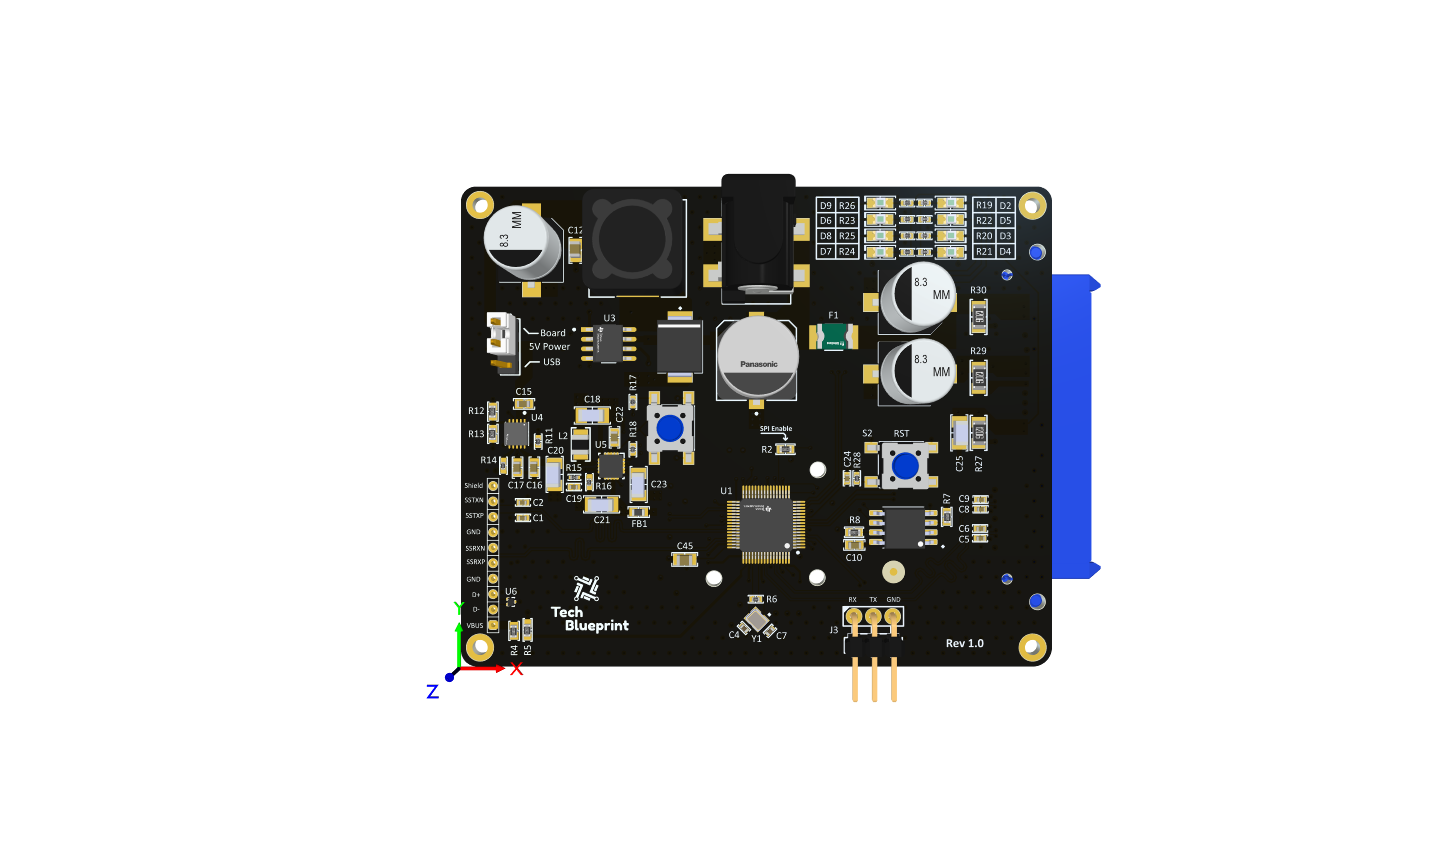 8.3
MM
C12
D9 R26
D6 R23
D8 R25
D7 R24
R19 D2
R22 D5
R20 D3
R21 D4
8.3
MM
R30
Board
5V Power
USB
U3
Panasonic
F1
8.3
MM
R29
C15
R12
R13
U4
R11
C18
C22
L2
U5
R17
R18
SPI Enable
R2
S2
RST
C25
R27
R14
C17
C16
C20
R15
C19
R16
C21
C23
FB1
C24
R28
U1
R7
C9
C8
C6
C5
R8
C10
Shield
SSTXN
SSTXP
GND
SSRXN
SSRXP
GND
D+
D-
VBUS
C2
C1
C45
U6
R4
R5
Tech
Blueprint
R6
C4
Y1
C7
RX TX GND
J3
Rev 1.0
Y
X
Z